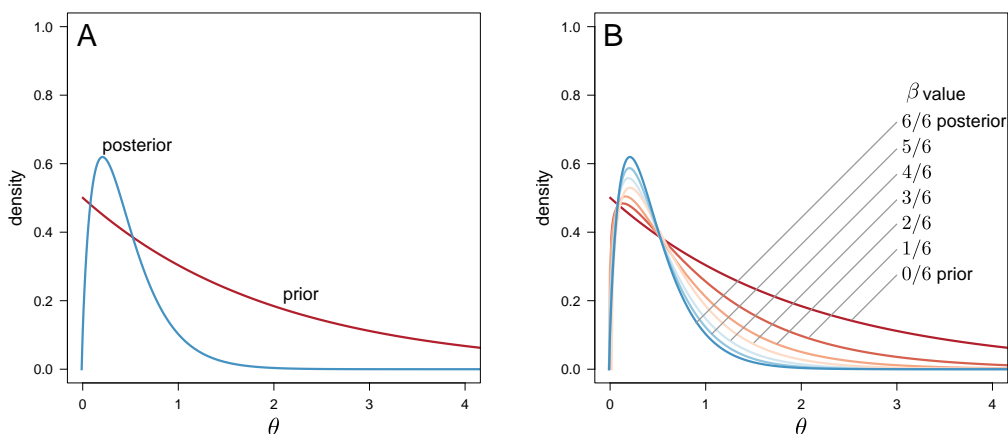 A
density
1.0
0.8
0.6
0.4
0.2
0.0
posterior
prior
0 1 2 3 4
θ
B
density
1.0
0.8
0.6
0.4
0.2
0.0
β value
6/6 posterior
5/6
4/6
3/6
2/6
1/6
0/6 prior
0 1 2 3 4
θ